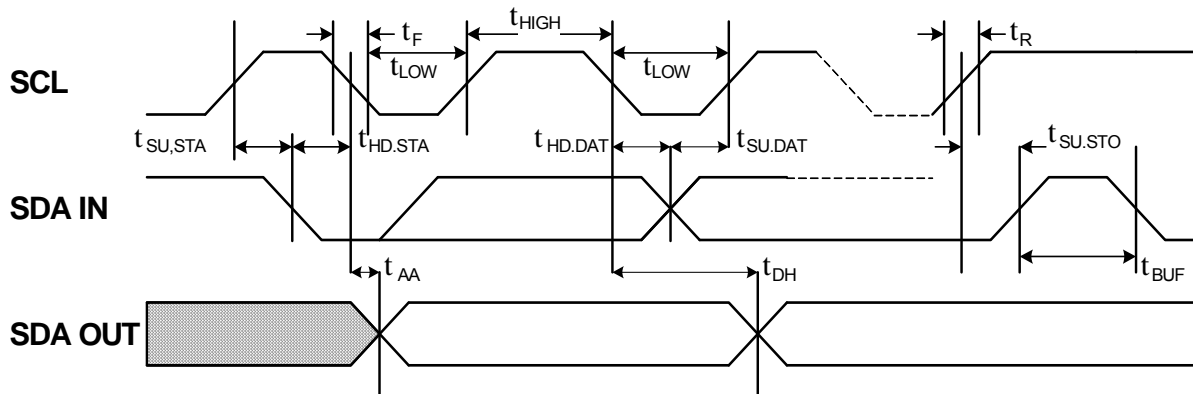 t_F t_HIGH t_R
SCL t_LOW t_LOW
t_SU,STA t_HD.STA t_HD.DAT t_SU.DAT t_SU.STO
SDA IN
t_AA t_DH t_BUF
SDA OUT